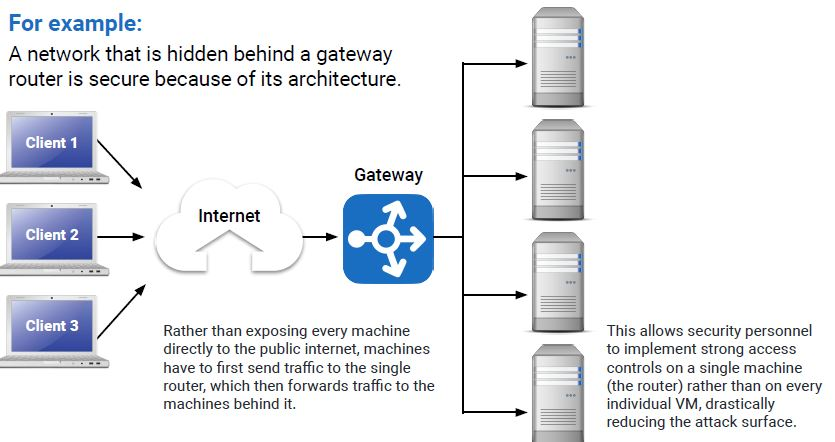 For example:
A network that is hidden behind a gateway
router is secure because of its architecture.
Client 1
Client 2
Client 3
Internet
Gateway
Rather than exposing every machine
directly to the public internet, machines
have to first send traffic to the single
router, which then forwards traffic to the
machines behind it.
This allows security personnel
to implement strong access
controls on a single machine
(the router) rather than on every
individual VM, drastically
reducing the attack surface.